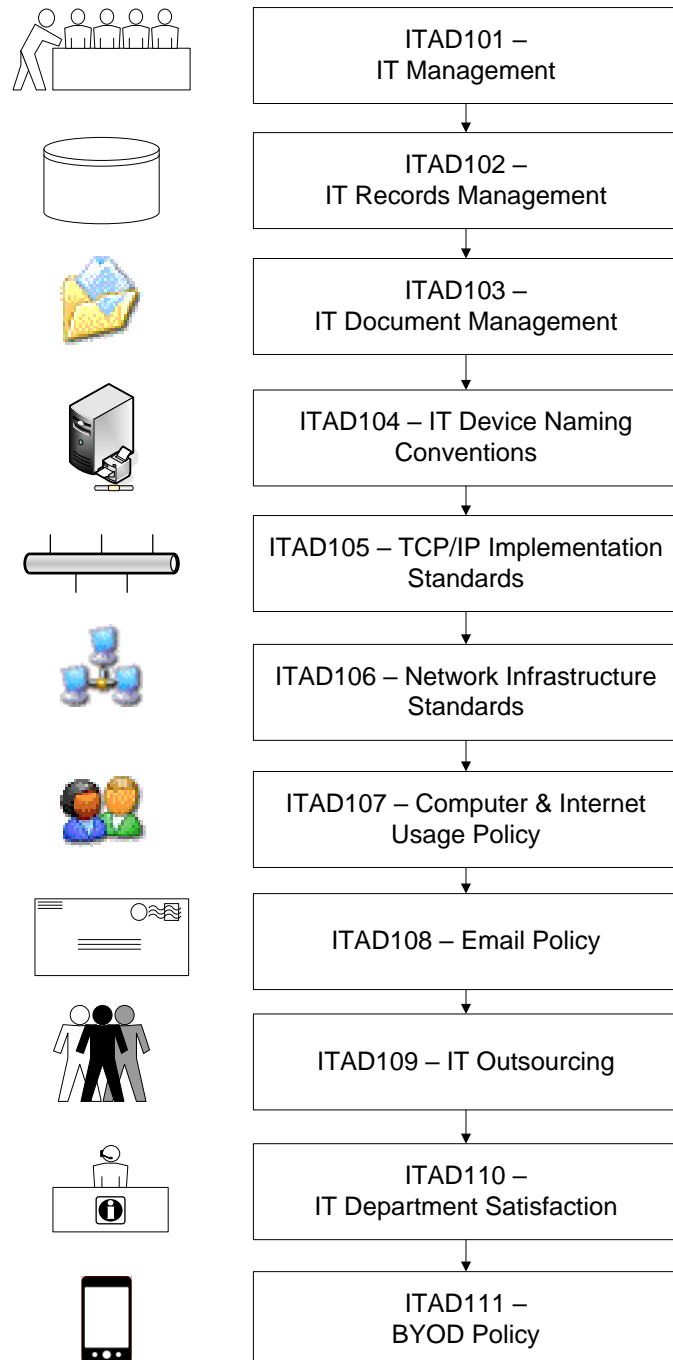 ITAD101 –
IT Management
ITAD102 –
IT Records Management
ITAD103 –
IT Document Management
ITAD104 – IT Device Naming
Conventions
ITAD105 – TCP/IP Implementation
Standards
ITAD106 – Network Infrastructure
Standards
ITAD107 – Computer & Internet
Usage Policy
ITAD108 – Email Policy
ITAD109 – IT Outsourcing
ITAD110 –
IT Department Satisfaction
ITAD111 –
BYOD Policy